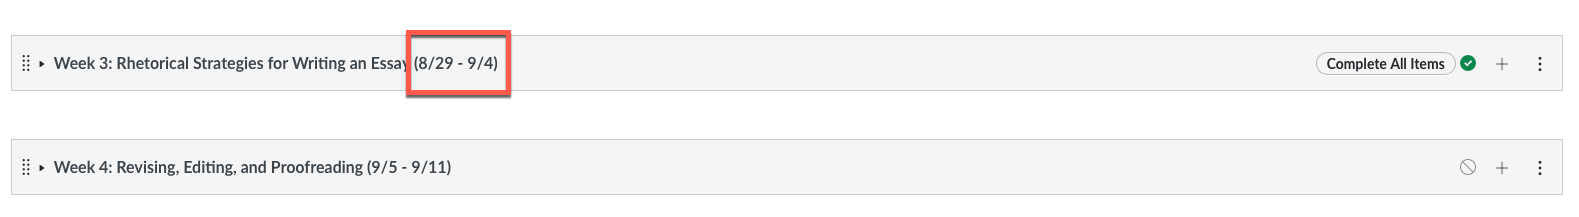 Week 3: Rhetorical Strategies for Writing an Essay (8/29 - 9/4) Complete All Items
Week 4: Revising, Editing, and Proofreading (9/5 - 9/11)